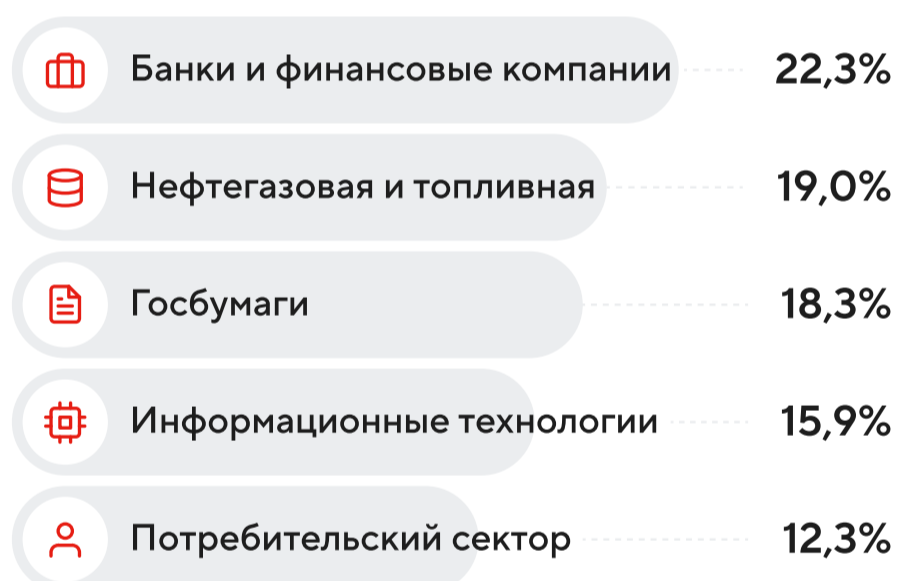 Банки и финансовые компании 22,3%
Нефтегазовая и топливная 19,0%
Госбумаги 18,3%
Информационные технологии 15,9%
Потребительский сектор 12,3%